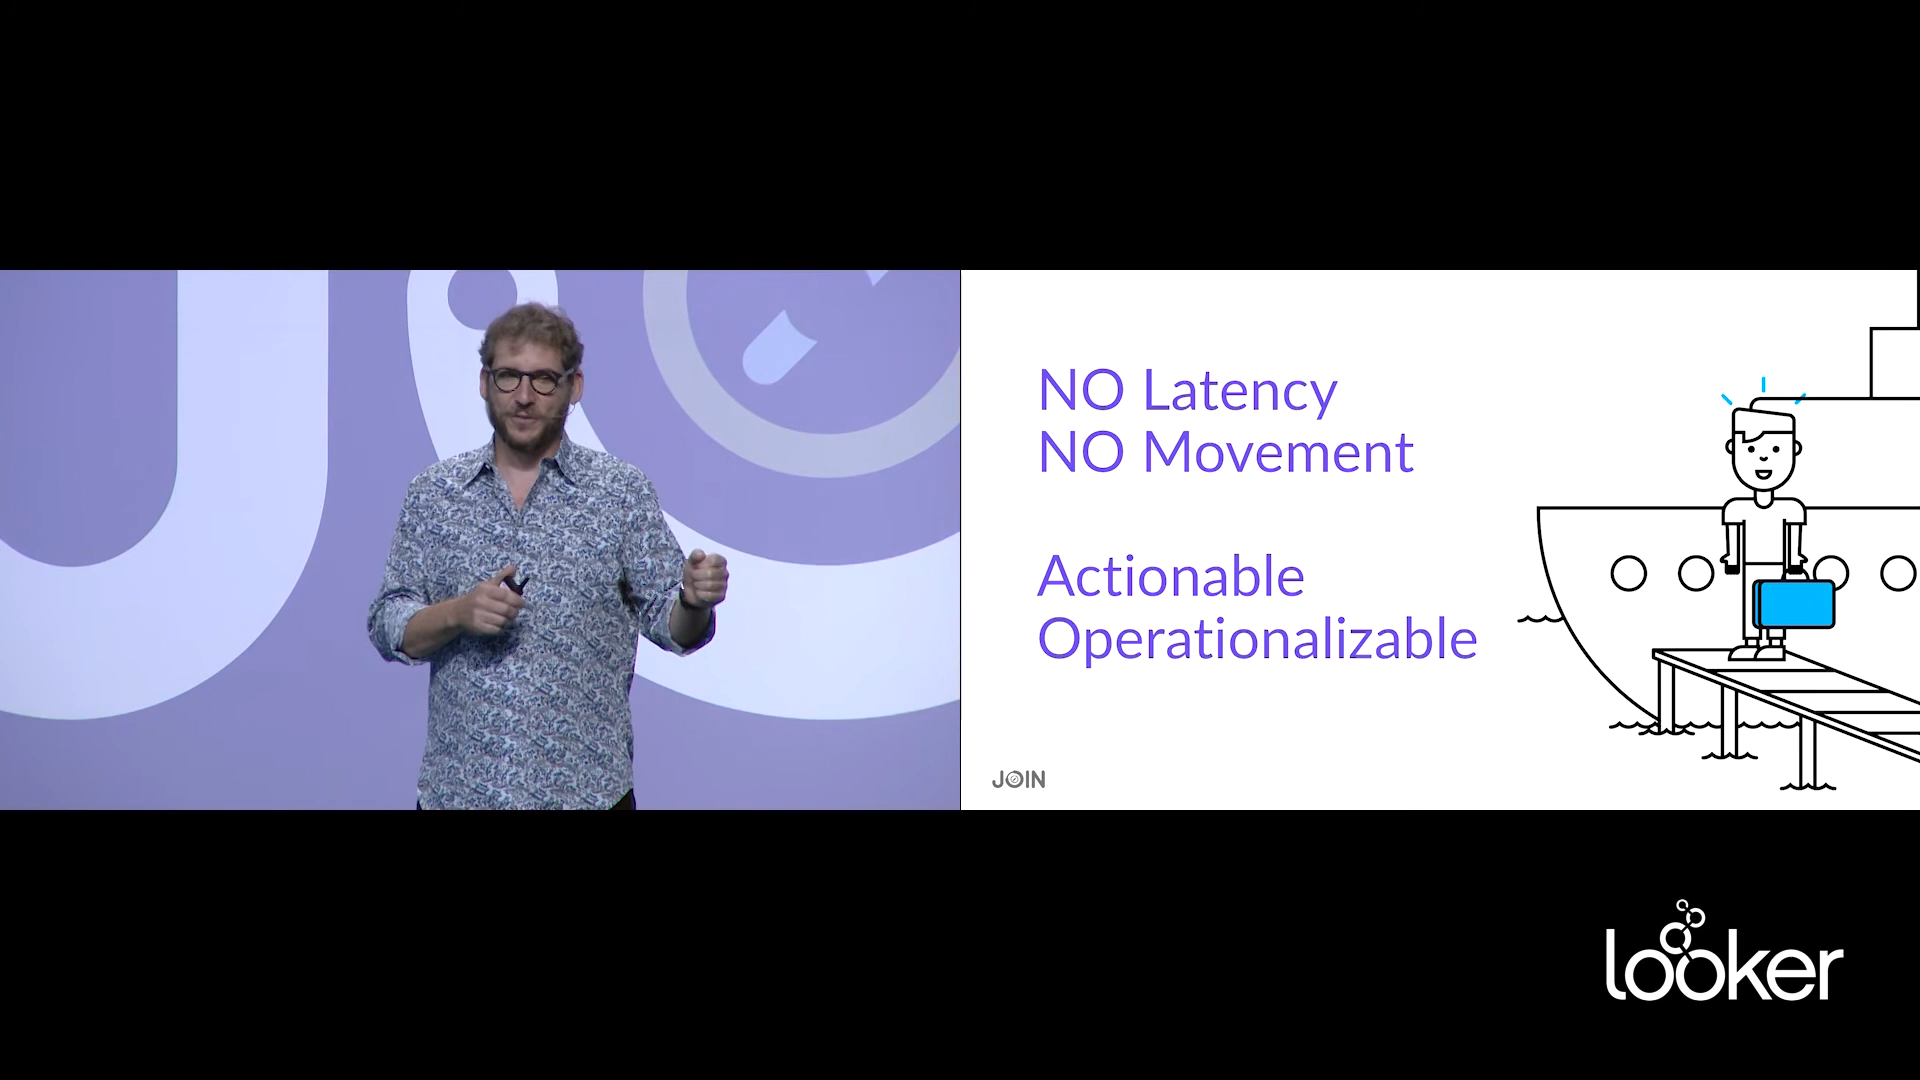 NO Latency
NO Movement
Actionable
Operationalizable
JOIN
looker